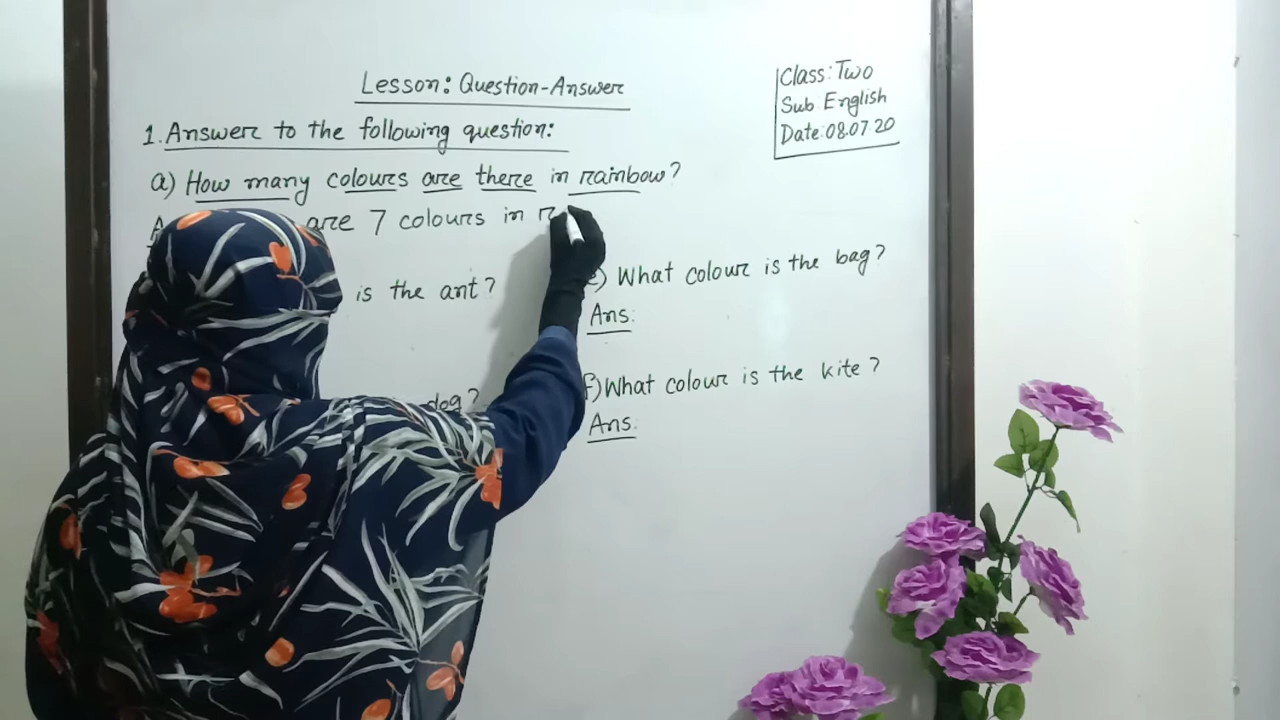 Lesson: Question-Answer
Class: Two
Sub: English
Date: 08.07.20
1. Answer to the following question:
a) How many colours are there in rainbow?
are 7 colours in r
is the ant?
dog?
) What colour is the bag?
Ans:
f) What colour is the kite?
Ans: